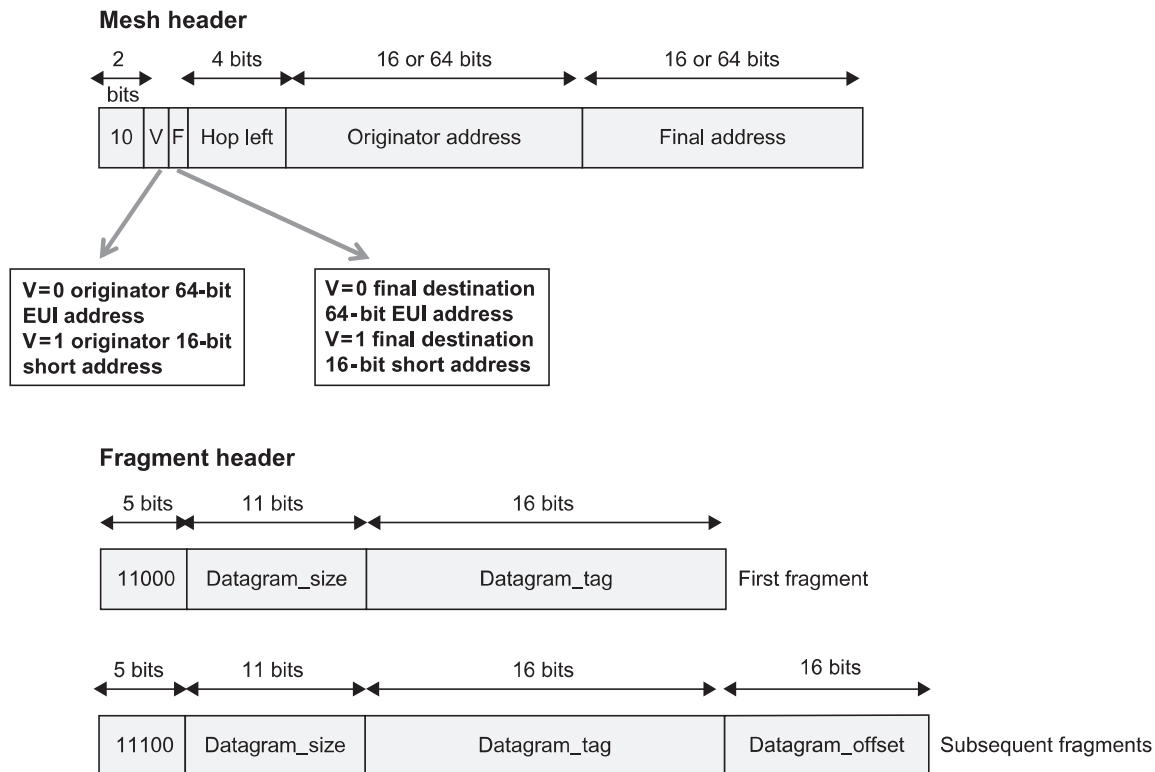 Mesh header
2 bits
4 bits
16 or 64 bits
16 or 64 bits
10
V
F
Hop left
Originator address
Final address
V=0 originator 64-bit
EUI address
V=1 originator 16-bit
short address
V=0 final destination
64-bit EUI address
V=1 final destination
16-bit short address
Fragment header
5 bits
11 bits
16 bits
11000
Datagram_size
Datagram_tag
First fragment
5 bits
11 bits
16 bits
16 bits
11100
Datagram_size
Datagram_tag
Datagram_offset
Subsequent fragments